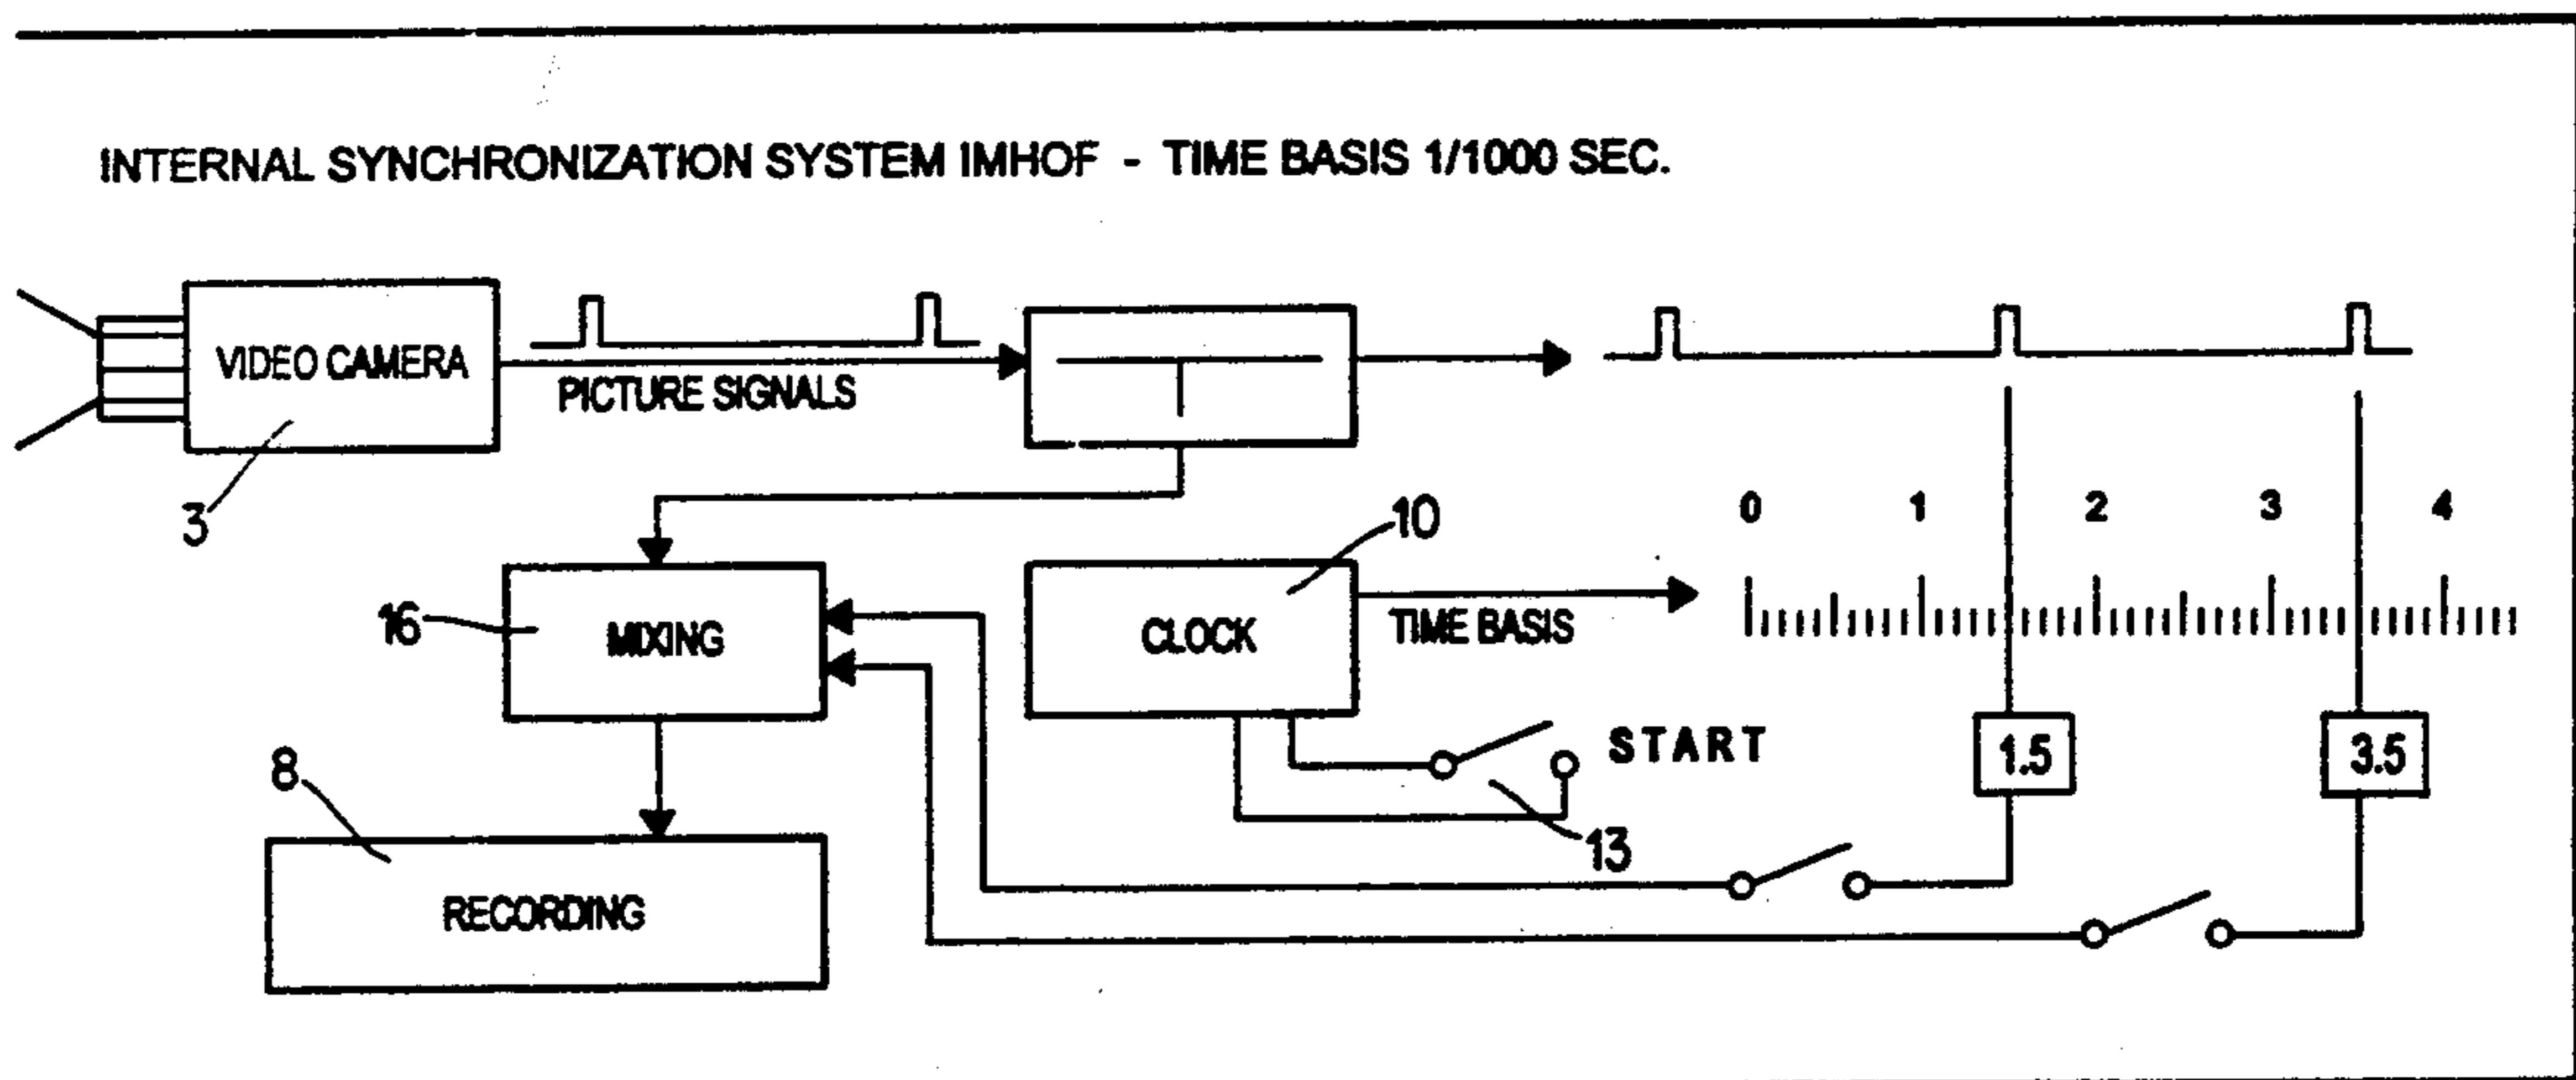 INTERNAL SYNCHRONIZATION SYSTEM IMHOF - TIME BASIS 1/1000 SEC.
VIDEO CAMERA
PICTURE SIGNALS
3
0 1 2 3 4
10
16
MIXING
CLOCK
TIME BASIS
START
1.5
3.5
8
13
RECORDING